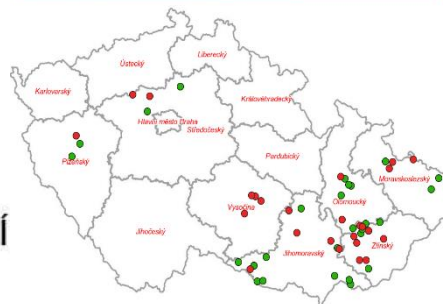 Liberecký
Ústecký
Karlovarský
Královéhradecký
Hlavní město Praha
Středočeský
Plzeňský
Pardubický
Moravskoslezský
Olomoucký
Vysočina
Jihočeský
Jihomoravský
Zlínský
Í